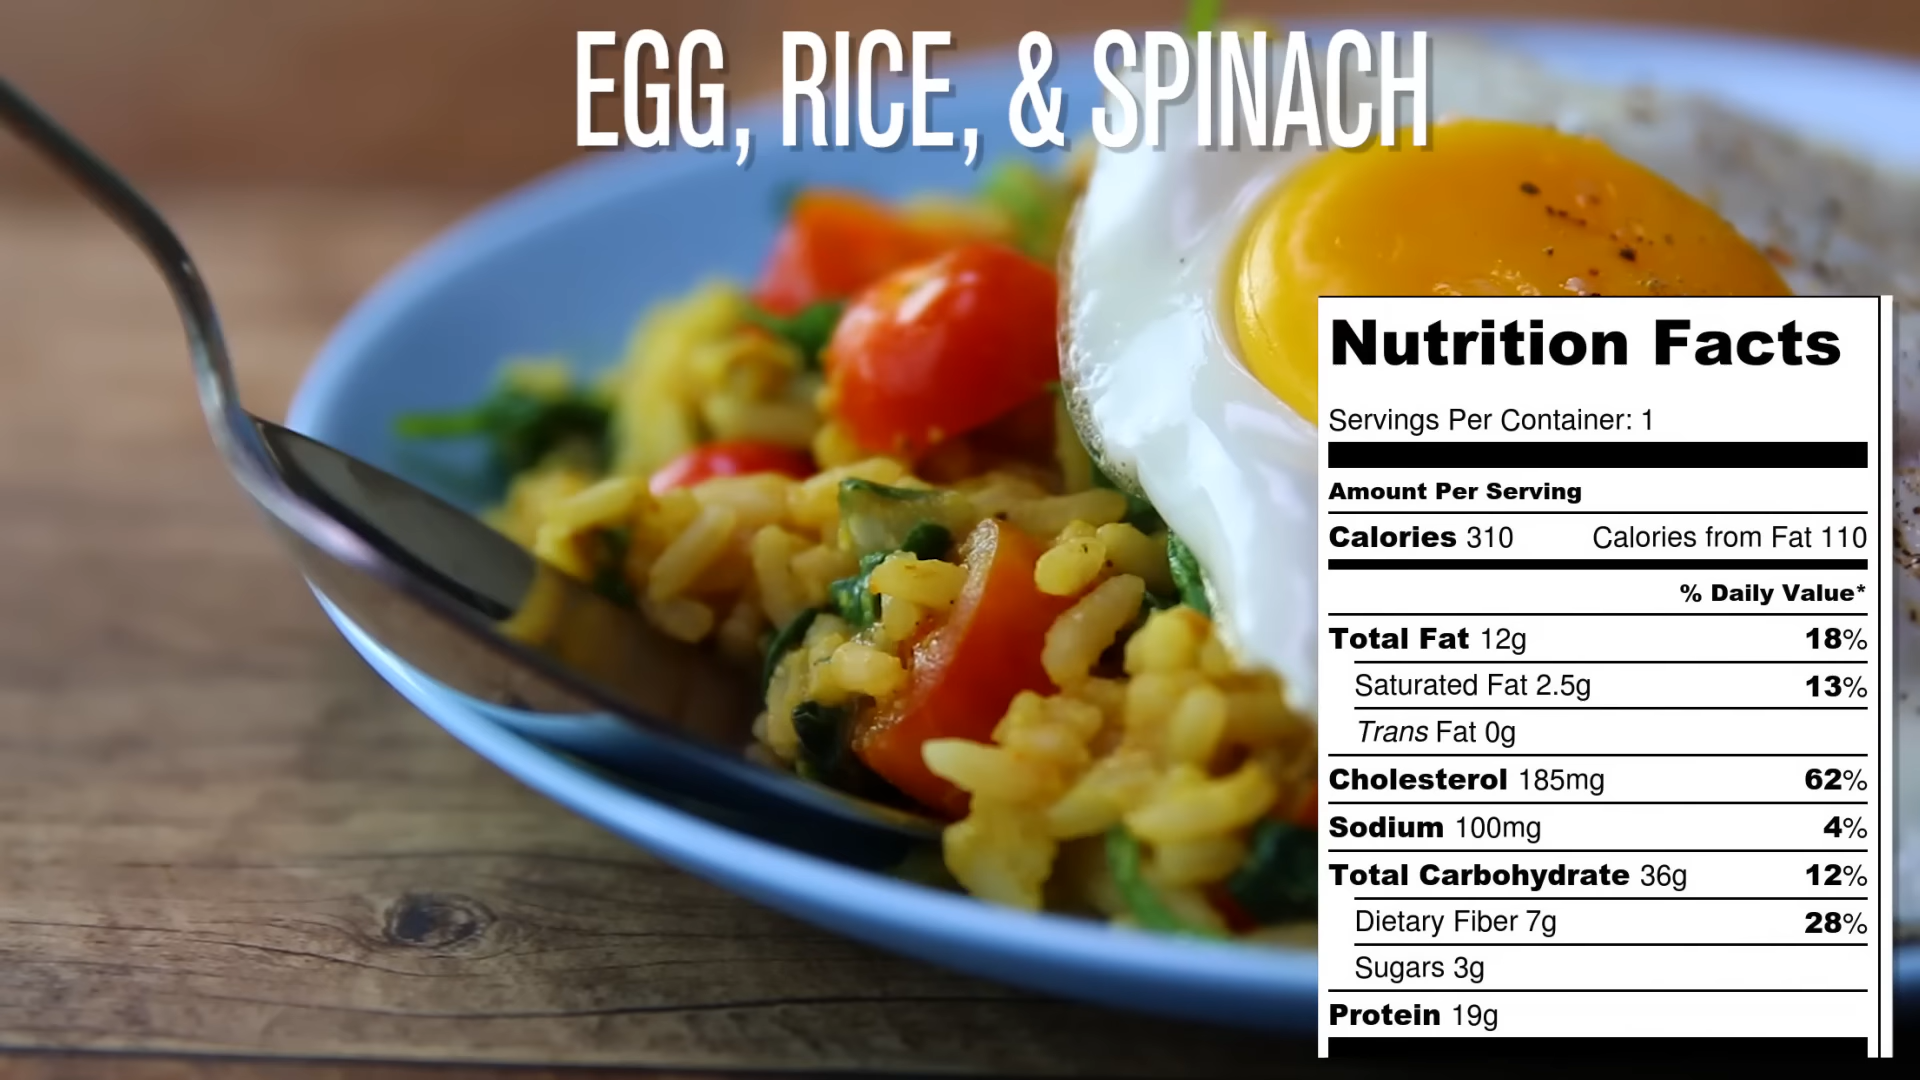 EGG, RICE, & SPINACH
Nutrition Facts
Servings Per Container: 1
Amount Per Serving
Calories 310 Calories from Fat 110
% Daily Value*
Total Fat 12g 18%
Saturated Fat 2.5g 13%
Trans Fat 0g
Cholesterol 185mg 62%
Sodium 100mg 4%
Total Carbohydrate 36g 12%
Dietary Fiber 7g 28%
Sugars 3g
Protein 19g